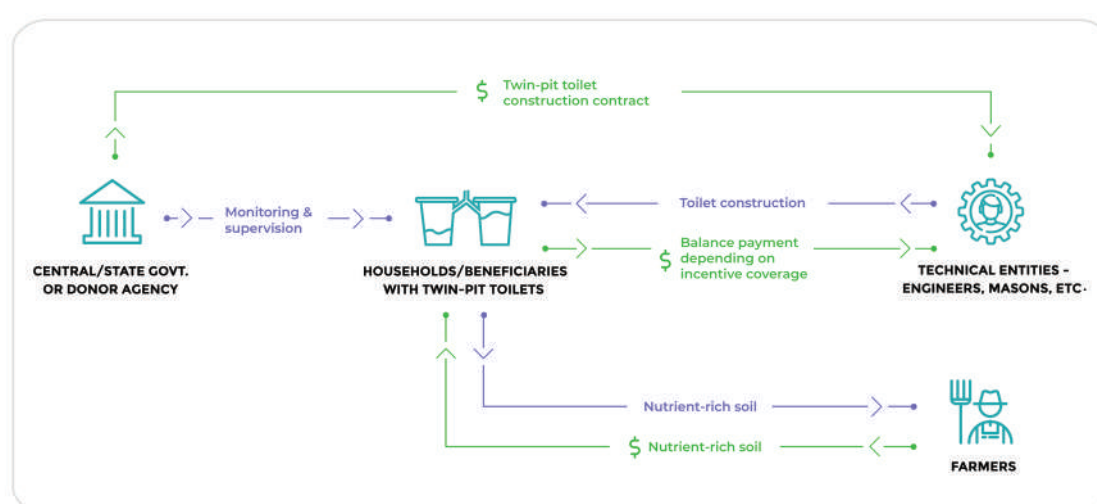 $ Twin-pit toilet
construction contract
Monitoring &
supervision
Toilet construction
$ Balance payment
depending on
incentive coverage
CENTRAL/STATE GOVT.
OR DONOR AGENCY
HOUSEHOLDS/BENEFICIARIES
WITH TWIN-PIT TOILETS
TECHNICAL ENTITIES -
ENGINEERS, MASONS, ETC.
Nutrient-rich soil
$ Nutrient-rich soil
FARMERS